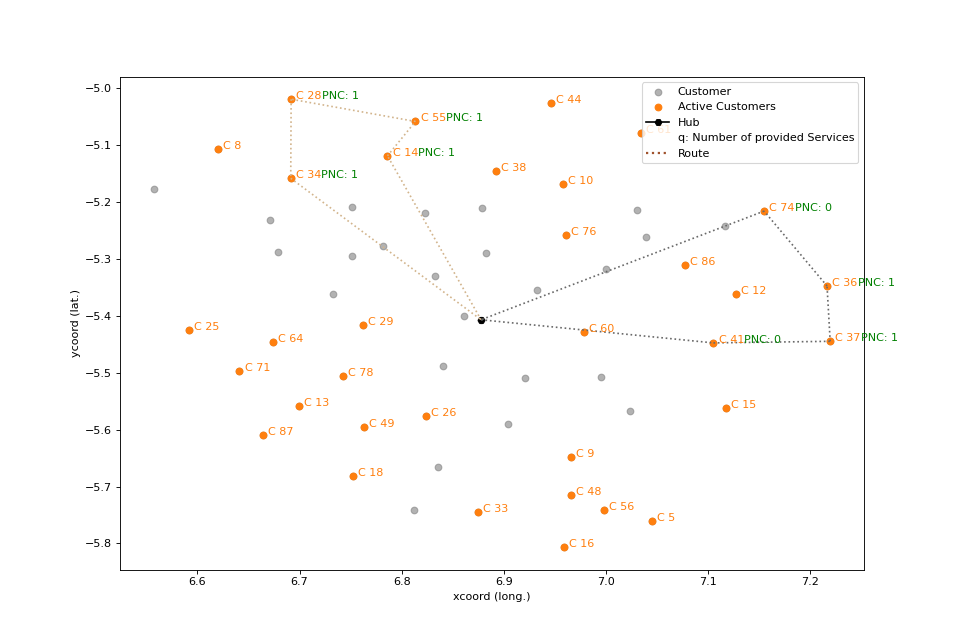 −5.0
−5.1
−5.2
−5.3
−5.4
−5.5
−5.6
−5.7
−5.8
ycoord (lat.)
6.6
6.7
6.8
6.9
7.0
7.1
7.2
xcoord (long.)
Customer
Active Customers
Hub
q: Number of provided Services
Route
C 28PNC: 1
C 44
C 55PNC: 1
C 81
C 8
C 14PNC: 1
C 38
C 34PNC: 1
C 10
C 74PNC: 0
C 76
C 86
C 36PNC: 1
C 12
C 25
C 29
C 60
C 64
C 41PNC: 0
C 37PNC: 1
C 71
C 78
C 13
C 15
C 26
C 49
C 87
C 9
C 18
C 48
C 33
C 56
C 5
C 16